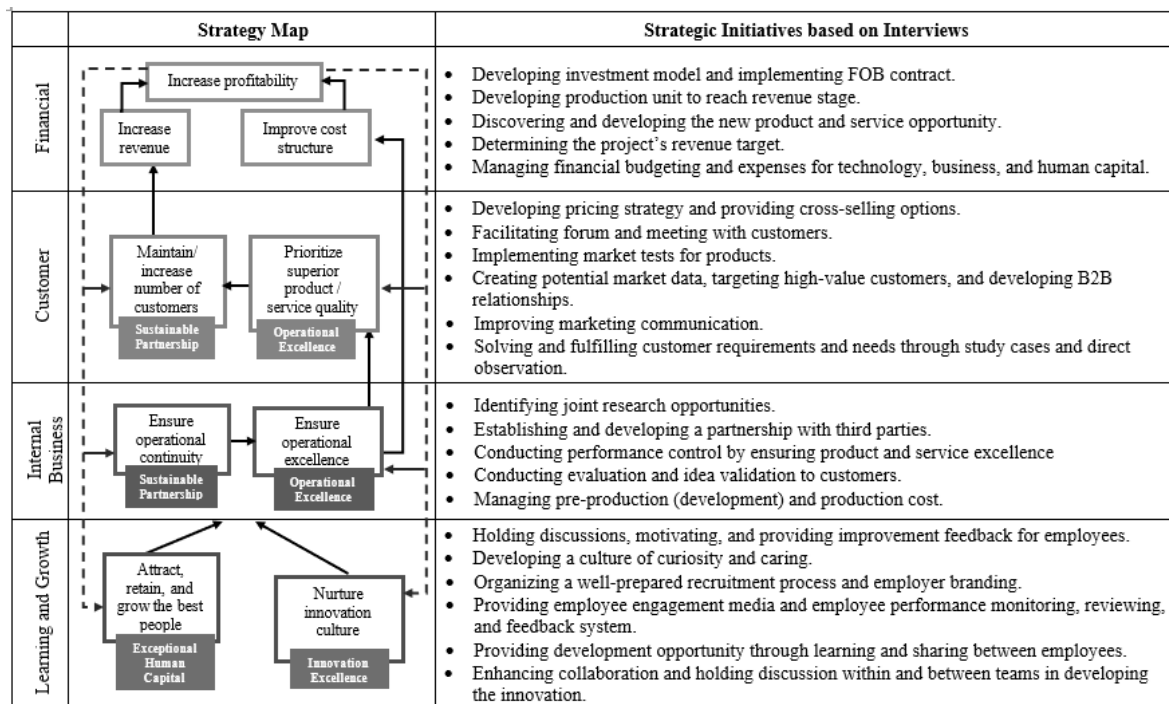 Strategy Map
Strategic Initiatives based on Interviews
Financial
Increase profitability
Increase
revenue
Improve cost
structure
• Developing investment model and implementing FOB contract.
• Developing production unit to reach revenue stage.
• Discovering and developing the new product and service opportunity.
• Determining the project's revenue target.
• Managing financial budgeting and expenses for technology, business, and human capital.
Customer
Maintain/
increase
number of
customers
Sustainable
Partnership
Prioritize
superior
product /
service quality
Operational
Excellence
• Developing pricing strategy and providing cross-selling options.
• Facilitating forum and meeting with customers.
• Implementing market tests for products.
• Creating potential market data, targeting high-value customers, and developing B2B
relationships.
• Improving marketing communication.
• Solving and fulfilling customer requirements and needs through study cases and direct
observation.
Internal
Business
Ensure
operational
continuity
Sustainable
Partnership
Ensure
operational
excellence
Operational
Excellence
• Identifying joint research opportunities.
• Establishing and developing a partnership with third parties.
• Conducting performance control by ensuring product and service excellence
• Conducting evaluation and idea validation to customers.
• Managing pre-production (development) and production cost.
Learning and Growth
Attract,
retain, and
grow the best
people
Exceptional
Human
Capital
Nurture
innovation
culture
Innovation
Excellence
• Holding discussions, motivating, and providing improvement feedback for employees.
• Developing a culture of curiosity and caring.
• Organizing a well-prepared recruitment process and employer branding.
• Providing employee engagement media and employee performance monitoring, reviewing,
and feedback system.
• Providing development opportunity through learning and sharing between employees.
• Enhancing collaboration and holding discussion within and between teams in developing
the innovation.